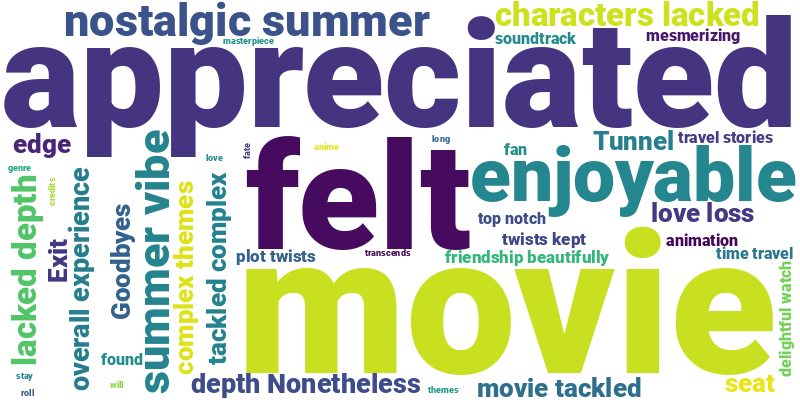 nostalgic summer
characters lacked
masterpiece
soundtrack
mesmerizing
appreciated
edge
Tunnel
travel stories
fan
long
fate
anime
love
genre
credits
felt
enjoyable
lacked depth
Exit
overall experience
Goodbyes
summer vibe
complex themes
tackled complex
top notch
love loss
twists kept
animation
plot twists
transcends
friendship beautifully
time travel
movie
delightful watch
found
stay
will
roll
depth Nonetheless
themes
movie tackled
seat